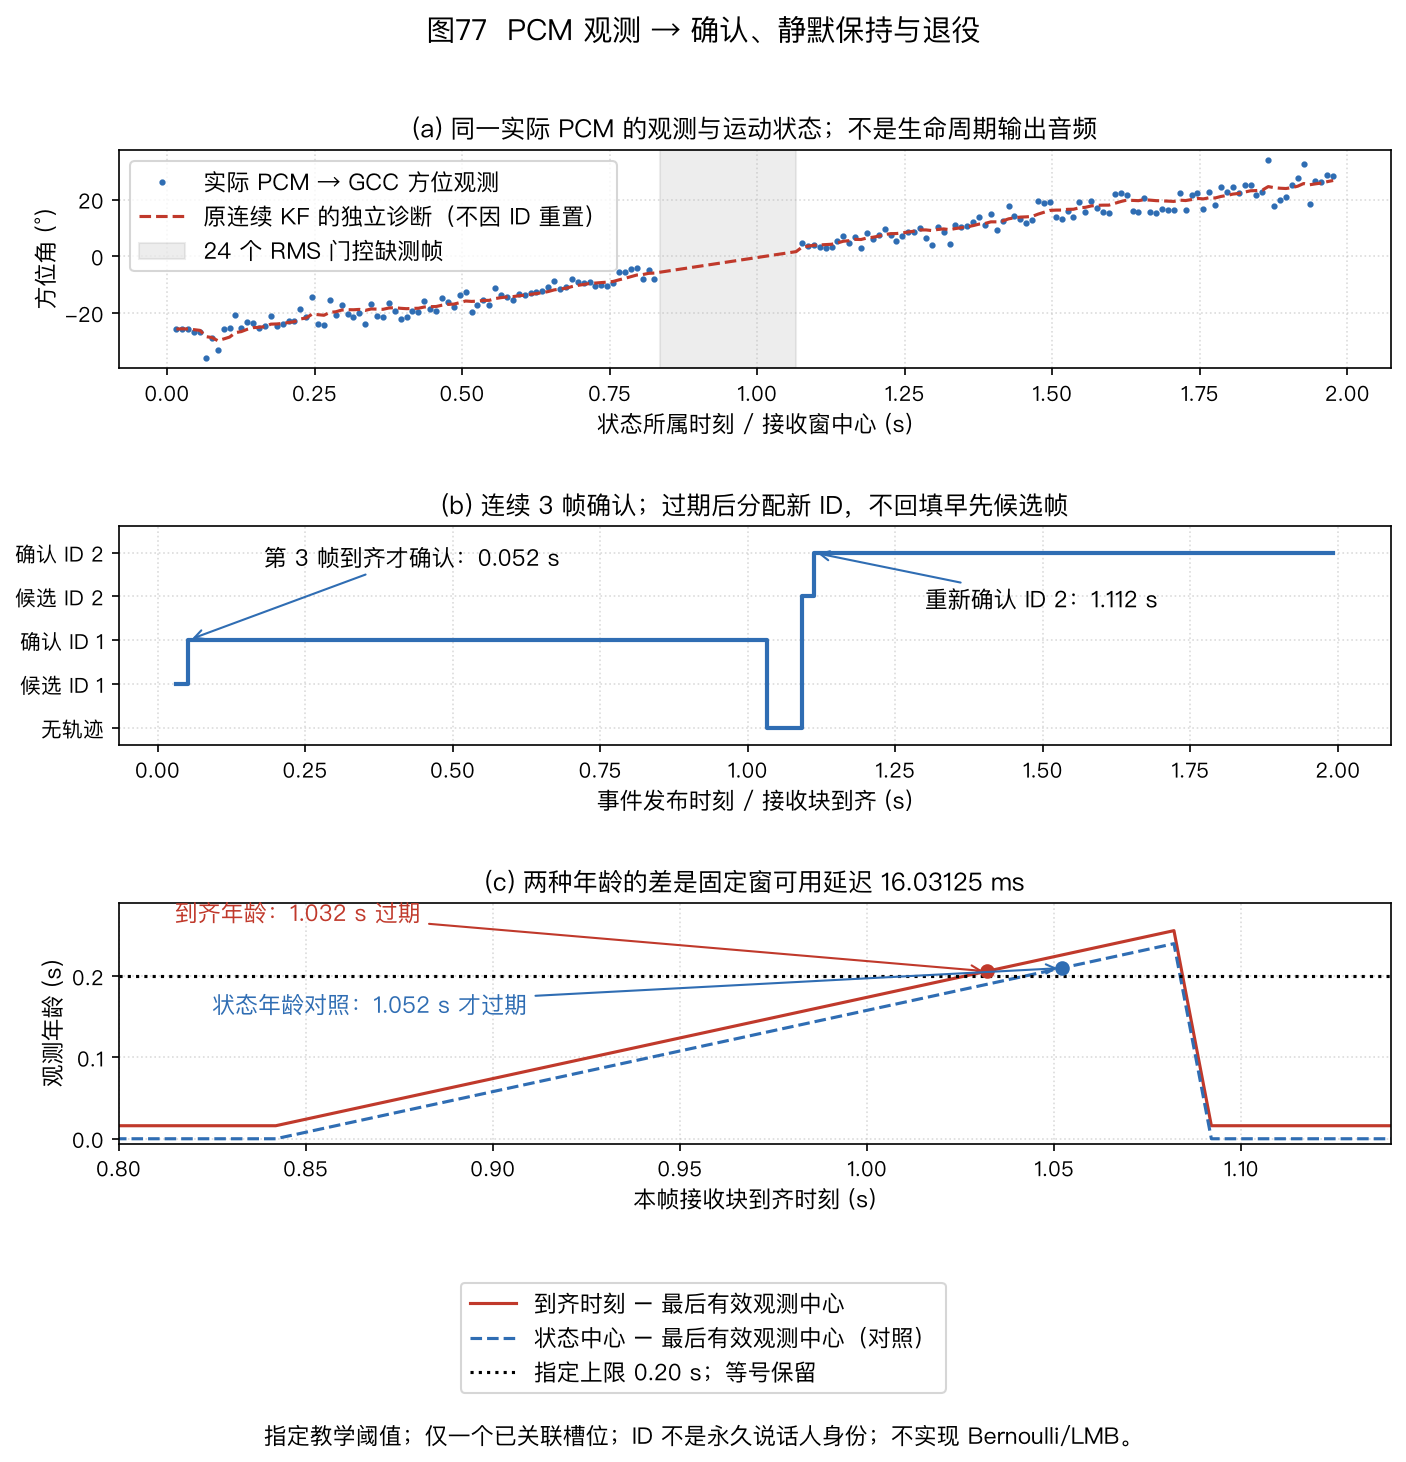 图77  PCM 观测 → 确认、静默保持与退役
(a) 同一实际 PCM 的观测与运动状态；不是生命周期输出音频
实际 PCM → GCC 方位观测
原连续 KF 的独立诊断（不因 ID 重置）
24 个 RMS 门控缺测帧
方位角 (°)
20
0
−20
0.00 0.25 0.50 0.75 1.00 1.25 1.50 1.75 2.00
状态所属时刻 / 接收窗中心 (s)
(b) 连续 3 帧确认；过期后分配新 ID，不回填早先候选帧
确认 ID 2
候选 ID 2
确认 ID 1
候选 ID 1
无轨迹
第 3 帧到齐才确认：0.052 s
重新确认 ID 2：1.112 s
0.00 0.25 0.50 0.75 1.00 1.25 1.50 1.75 2.00
事件发布时刻 / 接收块到齐 (s)
(c) 两种年龄的差是固定窗可用延迟 16.03125 ms
到齐年龄：1.032 s 过期
状态年龄对照：1.052 s 才过期
观测年龄 (s)
0.2
0.1
0.0
0.80 0.85 0.90 0.95 1.00 1.05 1.10
本帧接收块到齐时刻 (s)
到齐时刻 − 最后有效观测中心
状态中心 − 最后有效观测中心（对照）
指定上限 0.20 s；等号保留
指定教学阈值；仅一个已关联槽位；ID 不是永久说话人身份；不实现 Bernoulli/LMB。